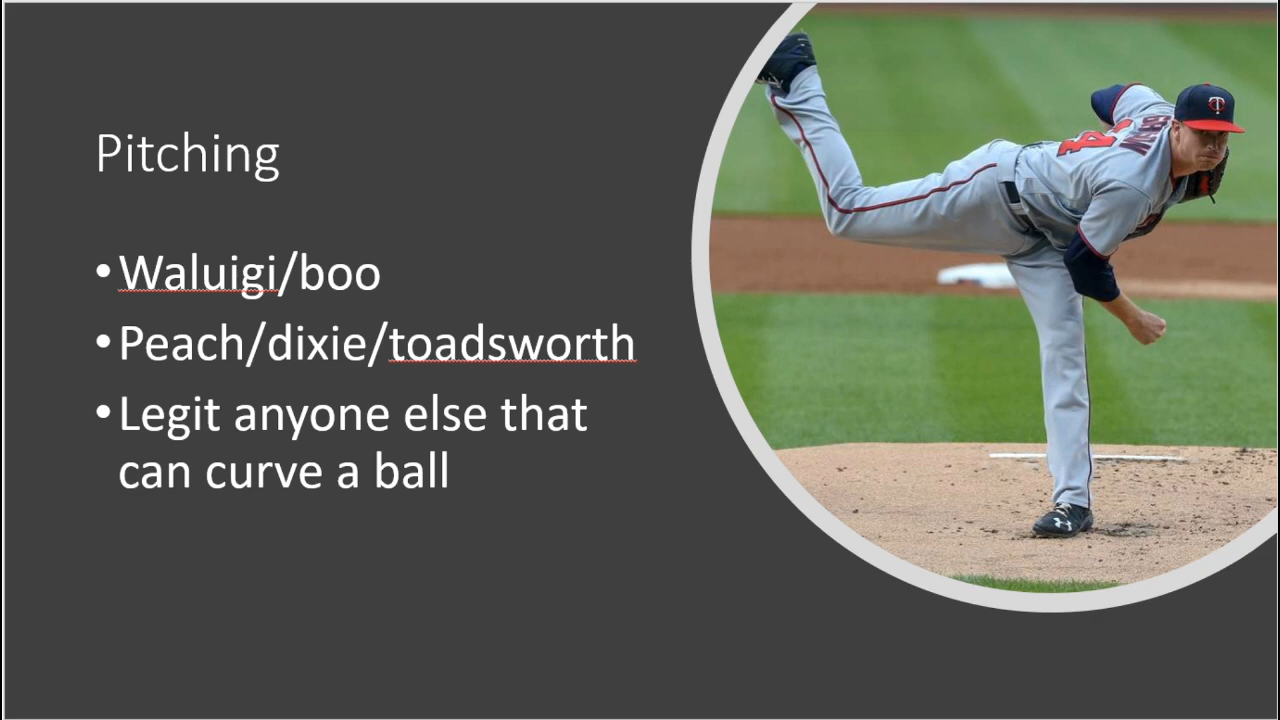 Pitching
•Waluigi/boo
•Peach/dixie/toadsworth
•Legit anyone else that
can curve a ball
T